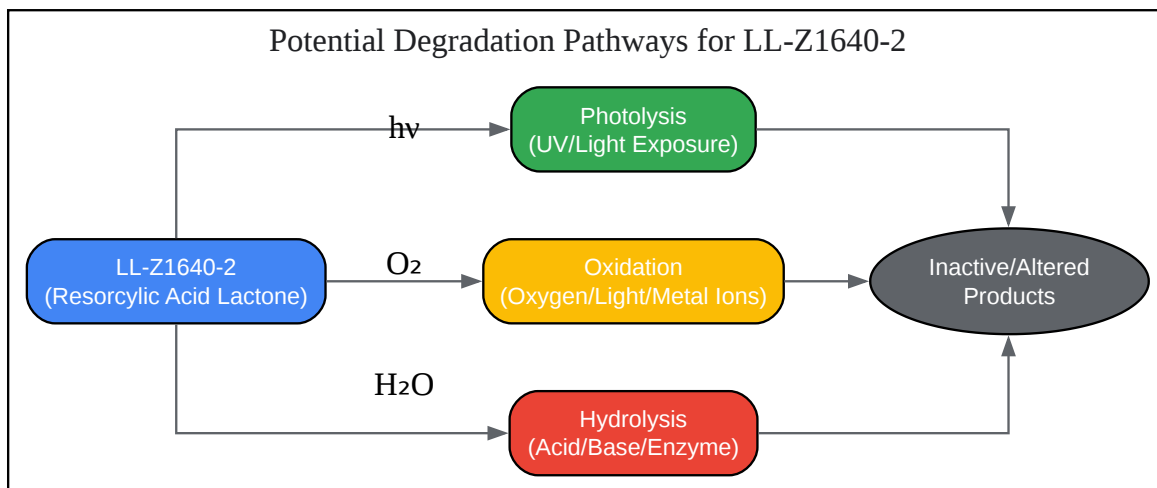 Potential Degradation Pathways for LL-Z1640-2
hν
Photolysis
(UV/Light Exposure)
LL-Z1640-2
(Resorcylic Acid Lactone)
O₂
Oxidation
(Oxygen/Light/Metal Ions)
Inactive/Altered
Products
H₂O
Hydrolysis
(Acid/Base/Enzyme)